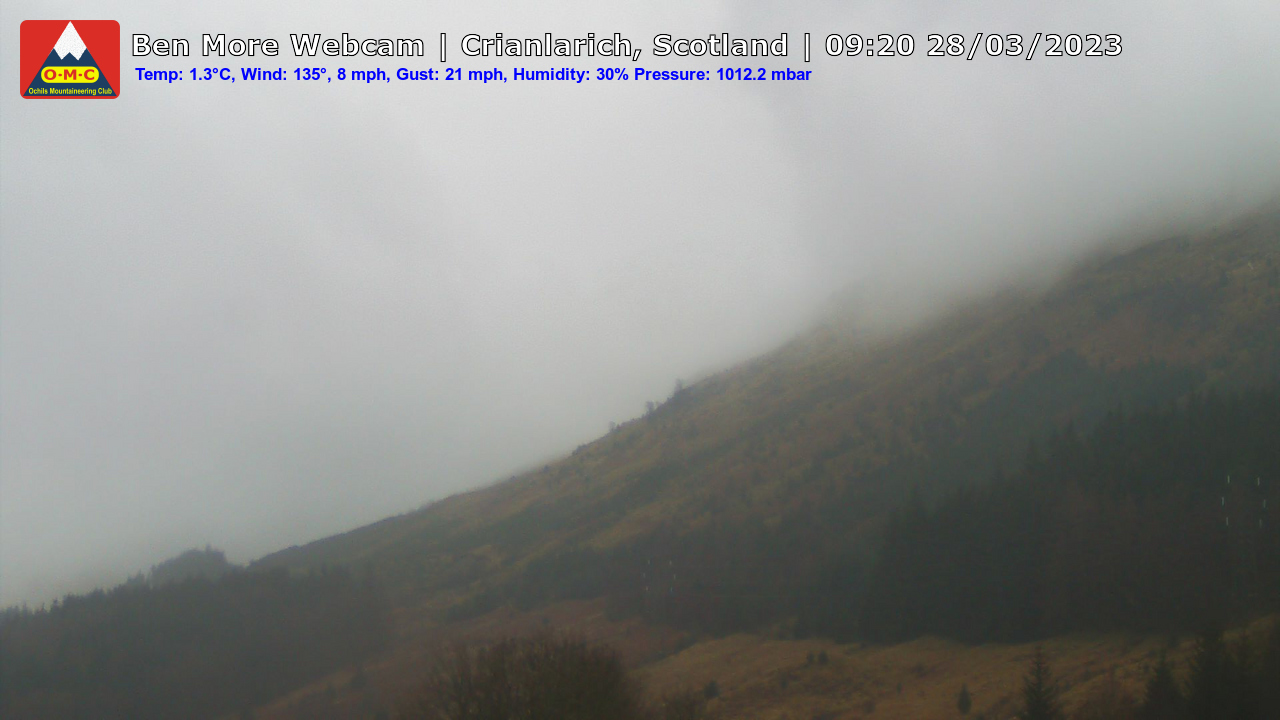 Ben More Webcam | Crianlarich, Scotland | 09:20 28/03/2023
Temp: 1.3°C, Wind: 135°, 8 mph, Gust: 21 mph, Humidity: 30% Pressure: 1012.2 mbar
O·M·C
Ochils Mountaineering Club